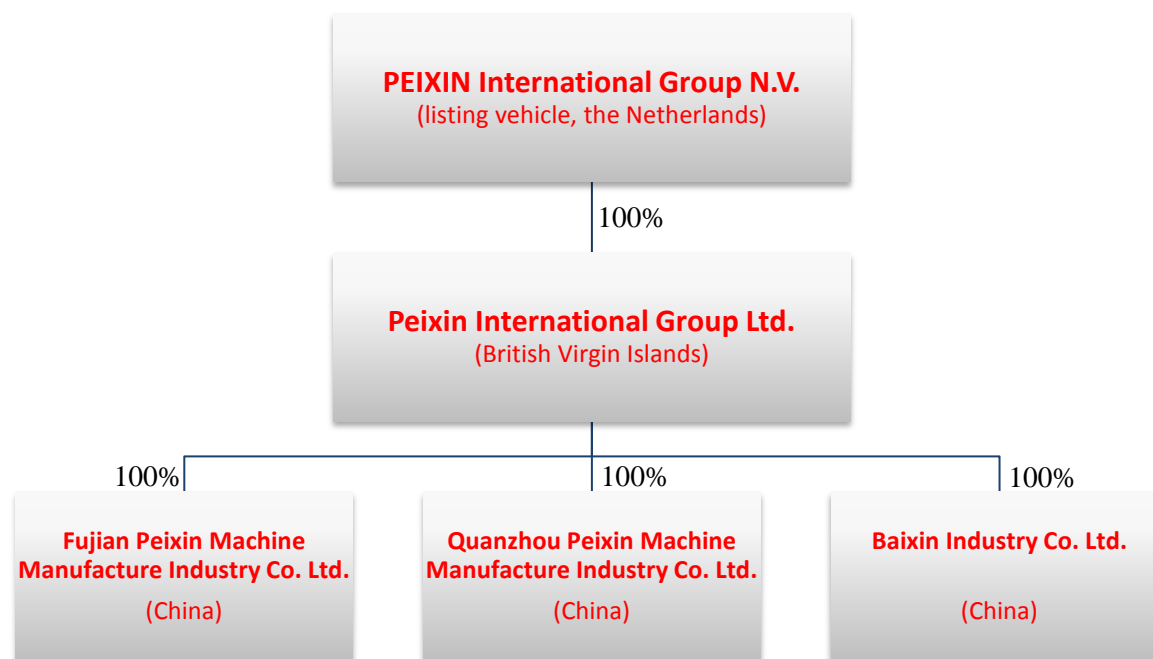 PEIXIN International Group N.V.
(listing vehicle, the Netherlands)
100%
Peixin International Group Ltd.
(British Virgin Islands)
100%
100%
100%
Fujian Peixin Machine
Manufacture Industry Co. Ltd.
(China)
Quanzhou Peixin Machine
Manufacture Industry Co. Ltd.
(China)
Baixin Industry Co. Ltd.
(China)